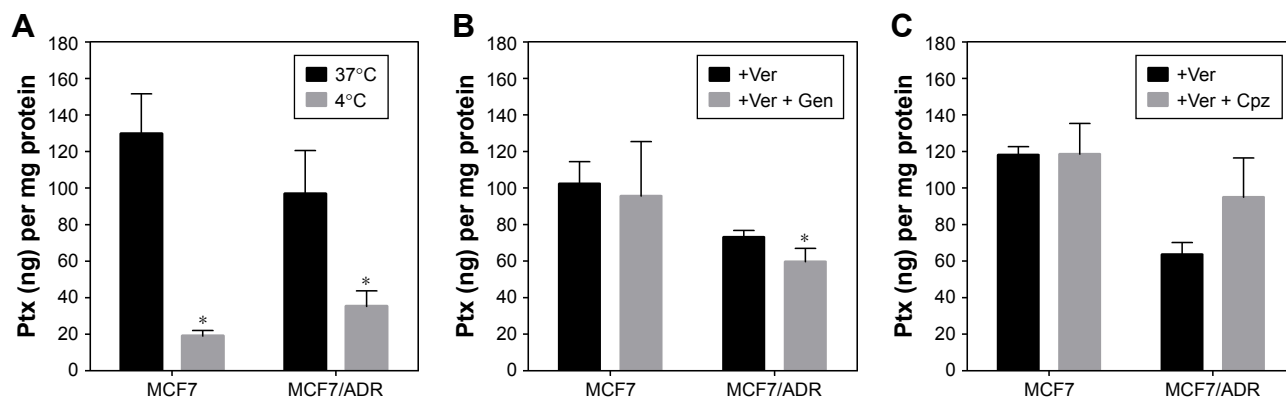 A
Ptx (ng) per mg protein
180
160
140
120
100
80
60
40
20
0
37°C
4°C
*
*
MCF7
MCF7/ADR
B
Ptx (ng) per mg protein
180
160
140
120
100
80
60
40
20
0
+Ver
+Ver + Gen
*
MCF7
MCF7/ADR
C
Ptx (ng) per mg protein
180
160
140
120
100
80
60
40
20
0
+Ver
+Ver + Cpz
MCF7
MCF7/ADR